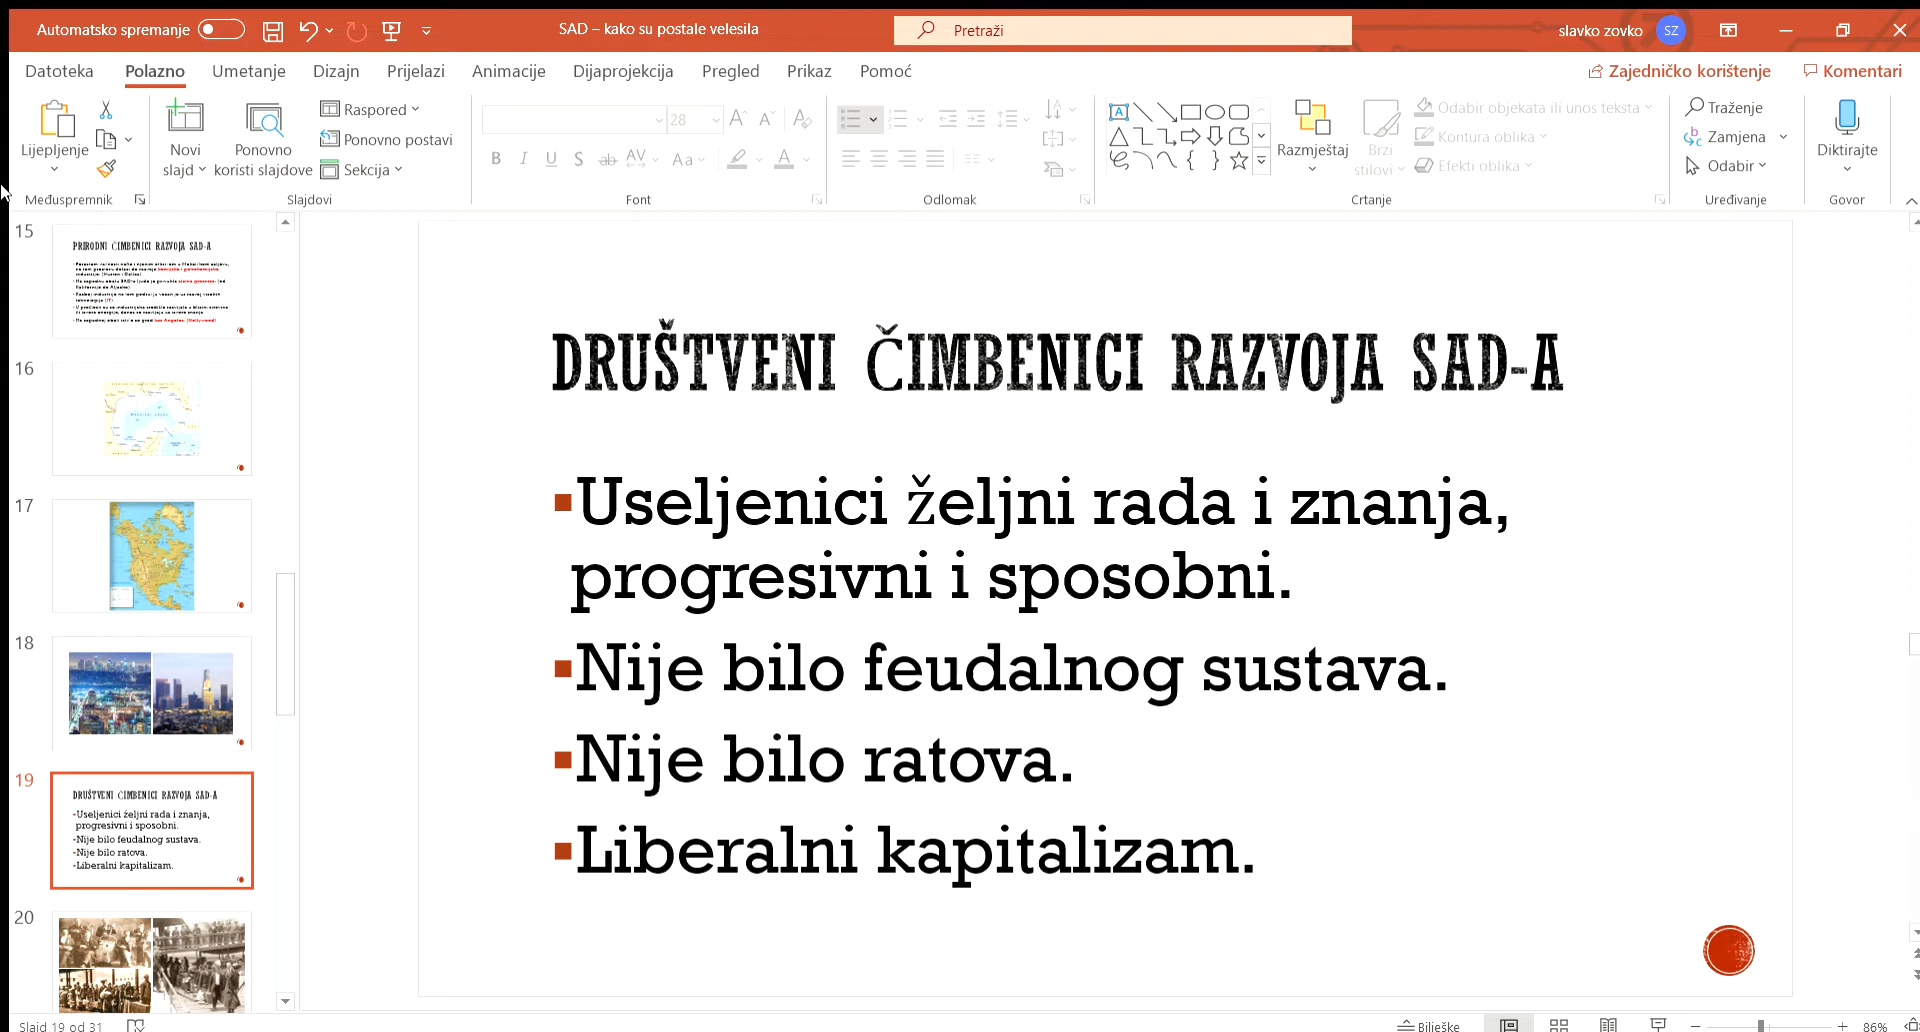 Automatsko spremanje
SAD – kako su postale velesila
Pretraži
slavko zovko
SZ
Datoteka Polazno Umetanje Dizajn Prijelazi Animacije Dijaprojekcija Pregled Prikaz Pomoć
Zajedničko korištenje
Komentari
Lijepljenje
Međuspremnik
Novi slajd
Ponovno koristi slajdove
Raspored
Ponovno postavi
Sekcija
Slajdovi
28
B I U S ab AV Aa A
Font
Odlomak
Razmještaj
Brzi stilovi
Odabir objekata ili unos teksta
Kontura oblika
Efekti oblika
Crtanje
Traženje
Zamjena
Odabir
Uređivanje
Diktirajte
Govor
15
PRIRODNI ČIMBENICI RAZVOJA SAD-A
16
17
18
19
DRUŠTVENI ČIMBENICI RAZVOJA SAD-A
Useljenici željni rada i znanja,
progresivni i sposobni.
Nije bilo feudalnog sustava.
Nije bilo ratova.
Liberalni kapitalizam.
20
DRUŠTVENI ČIMBENICI RAZVOJA SAD-A
Useljenici željni rada i znanja,
progresivni i sposobni.
Nije bilo feudalnog sustava.
Nije bilo ratova.
Liberalni kapitalizam.
Slajd 19 od 31
Bilješke
86%